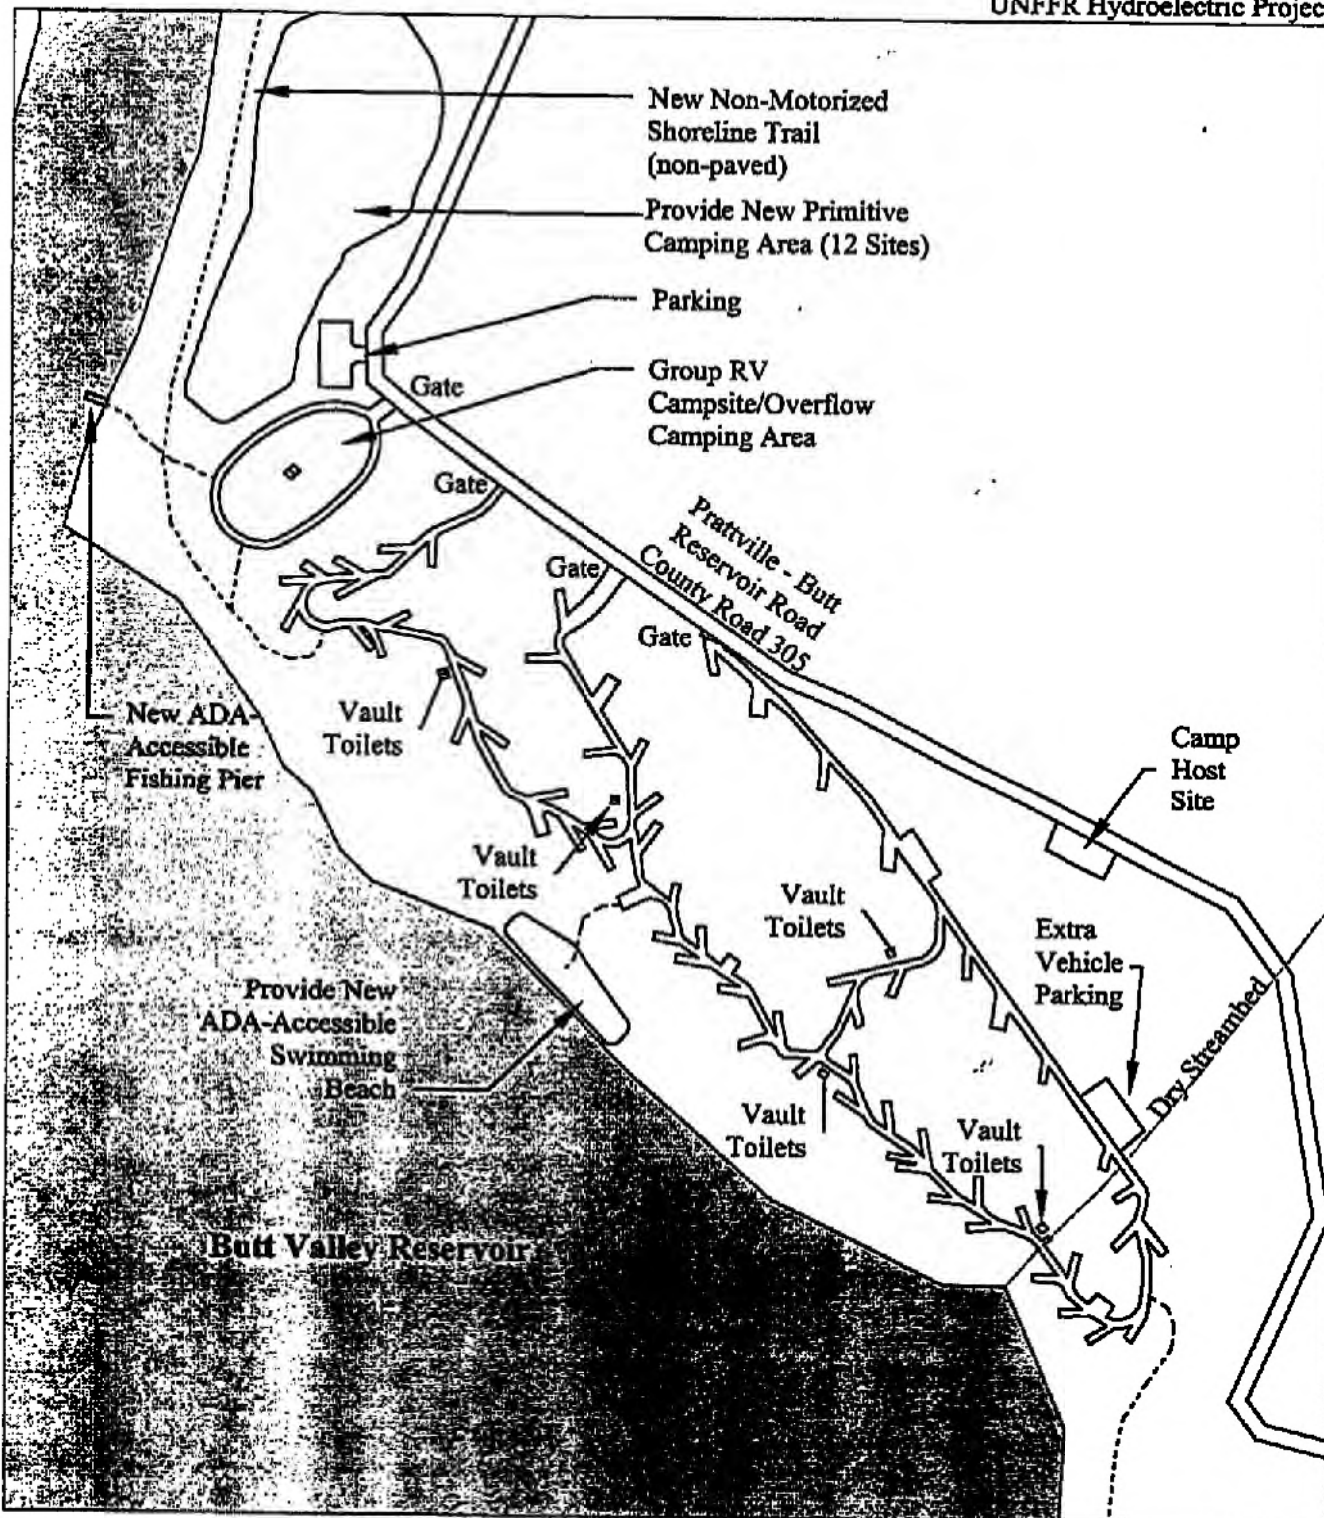 UNFFR Hydroelectric Projec
New Non-Motorized
Shoreline Trail
(non-paved)
Provide New Primitive
Camping Area (12 Sites)
Parking
Group RV
Campsite/Overflow
Camping Area
Gate
Gate
Gate
Gate
Prattville - Butt
Reservoir Road
County Road 305
New ADA-
Accessible
Fishing Pier
Vault
Toilets
Camp
Host
Site
Vault
Toilets
Vault
Toilets
Extra
Vehicle
Parking
Provide New
ADA-Accessible
Swimming
Beach
Dry Streambed
Vault
Toilets
Vault
Toilets
Butt Valley Reservoir